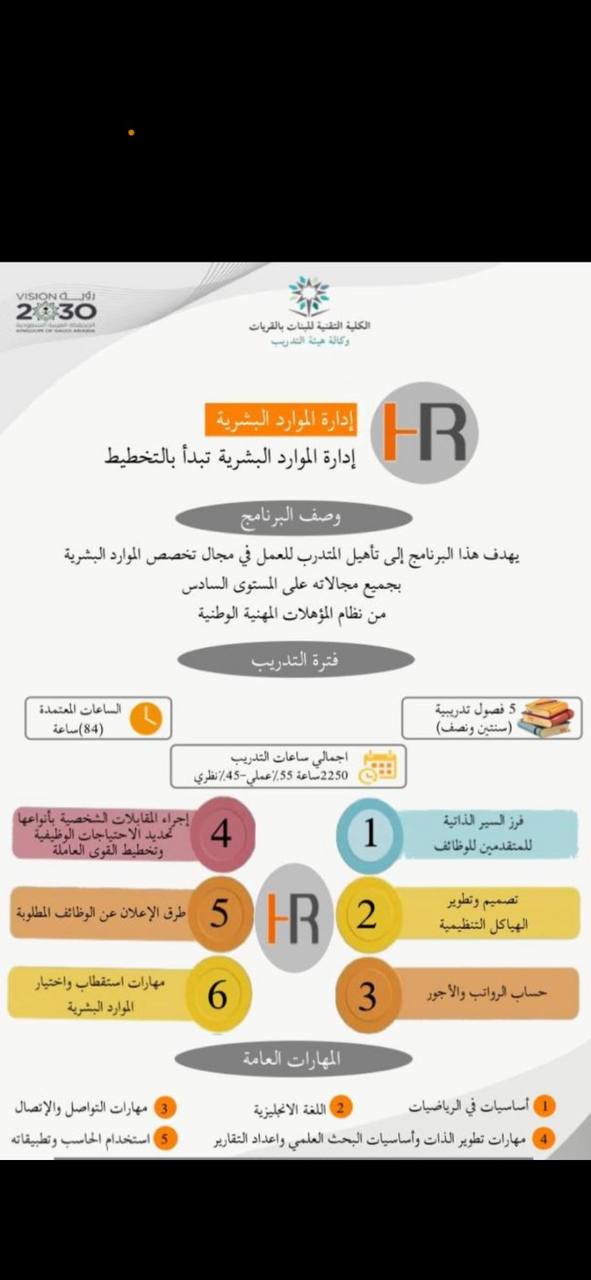 رؤية VISION
2030
المملكة العربية السعودية
KINGDOM OF SAUDI ARABIA
الكلية التقنية للبنات بالقريات
وكالة هيئة التدريب
HR
إدارة الموارد البشرية
إدارة الموارد البشرية تبدأ بالتخطيط
وصف البرنامج
يهدف هذا البرنامج إلى تأهيل المتدرب للعمل في مجال تخصص الموارد البشرية
بجميع مجالاته على المستوى السادس
من نظام المؤهلات المهنية الوطنية
فترة التدريب
5 فصول تدريبية
(سنتين ونصف)
الساعات المعتمدة
(84)ساعة
اجمالي ساعات التدريب
2250ساعة 55٪عملي-45٪نظري
1
فرز السير الذاتية
للمتقدمين للوظائف
2
تصميم وتطوير
الهياكل التنظيمية
3
حساب الرواتب والأجور
HR
4
إجراء المقابلات الشخصية بأنواعها
تحديد الاحتياجات الوظيفية
وتخطيط القوى العاملة
5
طرق الإعلان عن الوظائف المطلوبة
6
مهارات استقطاب واختيار
الموارد البشرية
المهارات العامة
1 أساسيات في الرياضيات
2 اللغة الانجليزية
3 مهارات التواصل والإتصال
4 مهارات تطوير الذات وأساسيات البحث العلمي واعداد التقارير
5 استخدام الحاسب وتطبيقاته